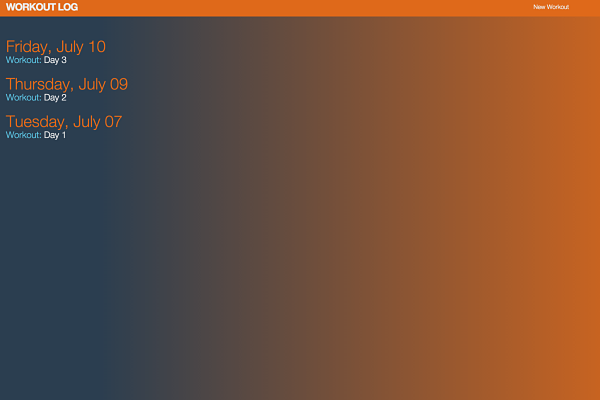 WORKOUT LOG
New Workout
Friday, July 10
Workout: Day 3
Thursday, July 09
Workout: Day 2
Tuesday, July 07
Workout: Day 1